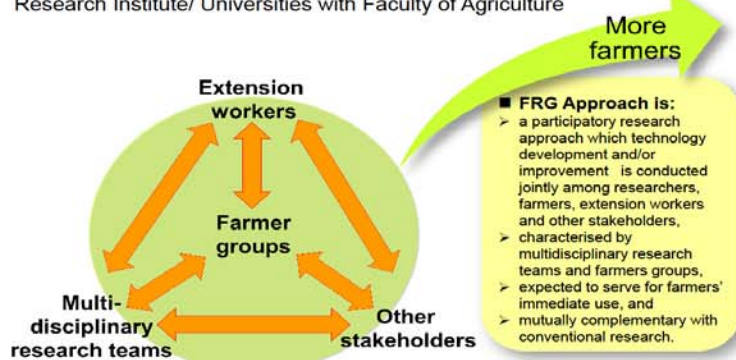 Research Institute/ Universities with Faculty of Agriculture
More
farmers
Extension
workers
Farmer
groups
Multi-
disciplinary
research teams
Other
stakeholders
■ FRG Approach is:
➢ a participatory research
approach which technology
development and/or
improvement is conducted
jointly among researchers,
farmers, extension workers
and other stakeholders,
➢ characterised by
multidisciplinary research
teams and farmers groups,
➢ expected to serve for farmers'
immediate use, and
➢ mutually complementary with
conventional research.